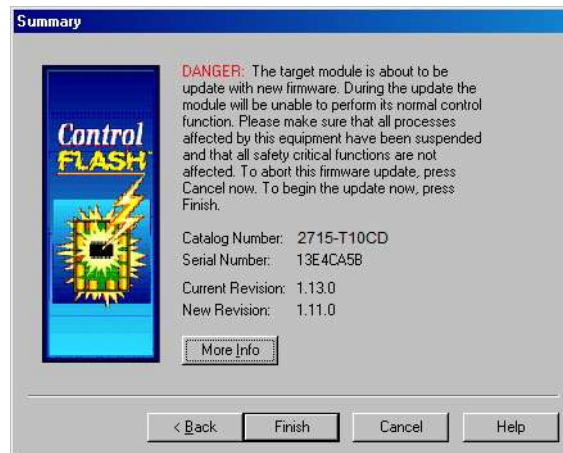 Summary
Control
FLASH
DANGER: The target module is about to be
update with new firmware. During the update the
module will be unable to perform its normal control
function. Please make sure that all processes
affected by this equipment have been suspended
and that all safety critical functions are not
affected. To abort this firmware update, press
Cancel now. To begin the update now, press
Finish.
Catalog Number: 2715-T10CD
Serial Number: 13E4CA5B
Current Revision: 1.13.0
New Revision: 1.11.0
More Info
< Back Finish Cancel Help